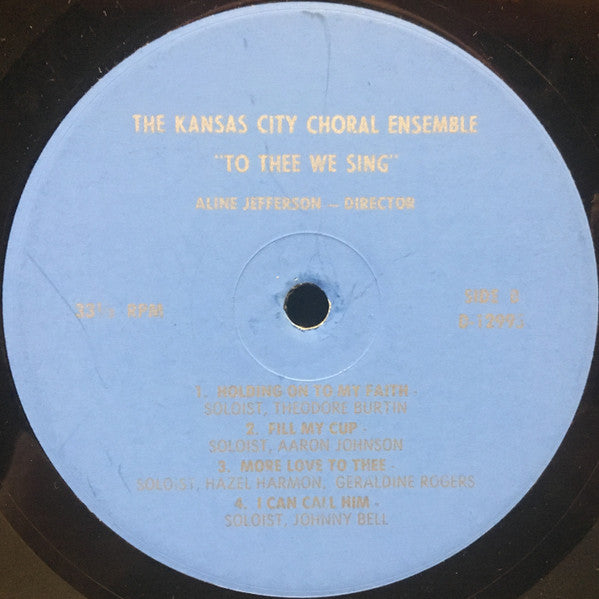 THE KANSAS CITY CHORAL ENSEMBLE
"TO THEE WE SING"
ALINE JEFFERSON – DIRECTOR
33⅓ RPM
SIDE
1. HOLDING ON TO MY FAITH -
SOLOIST, THEODORE BURTIN
2. FILL MY CUP -
SOLOIST, AARON JOHNSON
3. MORE LOVE TO THEE -
SOLOIST, HAZEL HARMON, GERALDINE ROGERS
4. I CAN CALL HIM -
SOLOIST, JOHNNY BELL